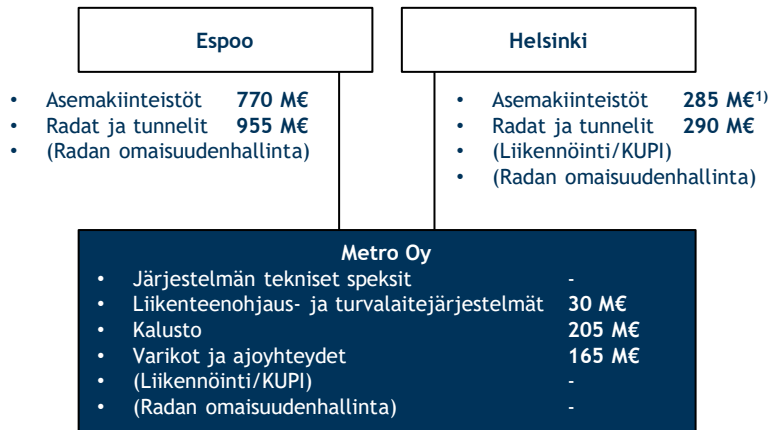 Espoo
• Asemakiinteistöt 770 M€
• Radat ja tunnelit 955 M€
• (Radan omaisuudenhallinta)
Helsinki
• Asemakiinteistöt 285 M€¹⁾
• Radat ja tunnelit 290 M€
• (Liikennöinti/KUPI)
• (Radan omaisuudenhallinta)
Metro Oy
• Järjestelmän tekniset speksit -
• Liikenteenohjaus- ja turvalaitejärjestelmät 30 M€
• Kalusto 205 M€
• Varikot ja ajoyhteydet 165 M€
• (Liikennöinti/KUPI) -
• (Radan omaisuudenhallinta) -